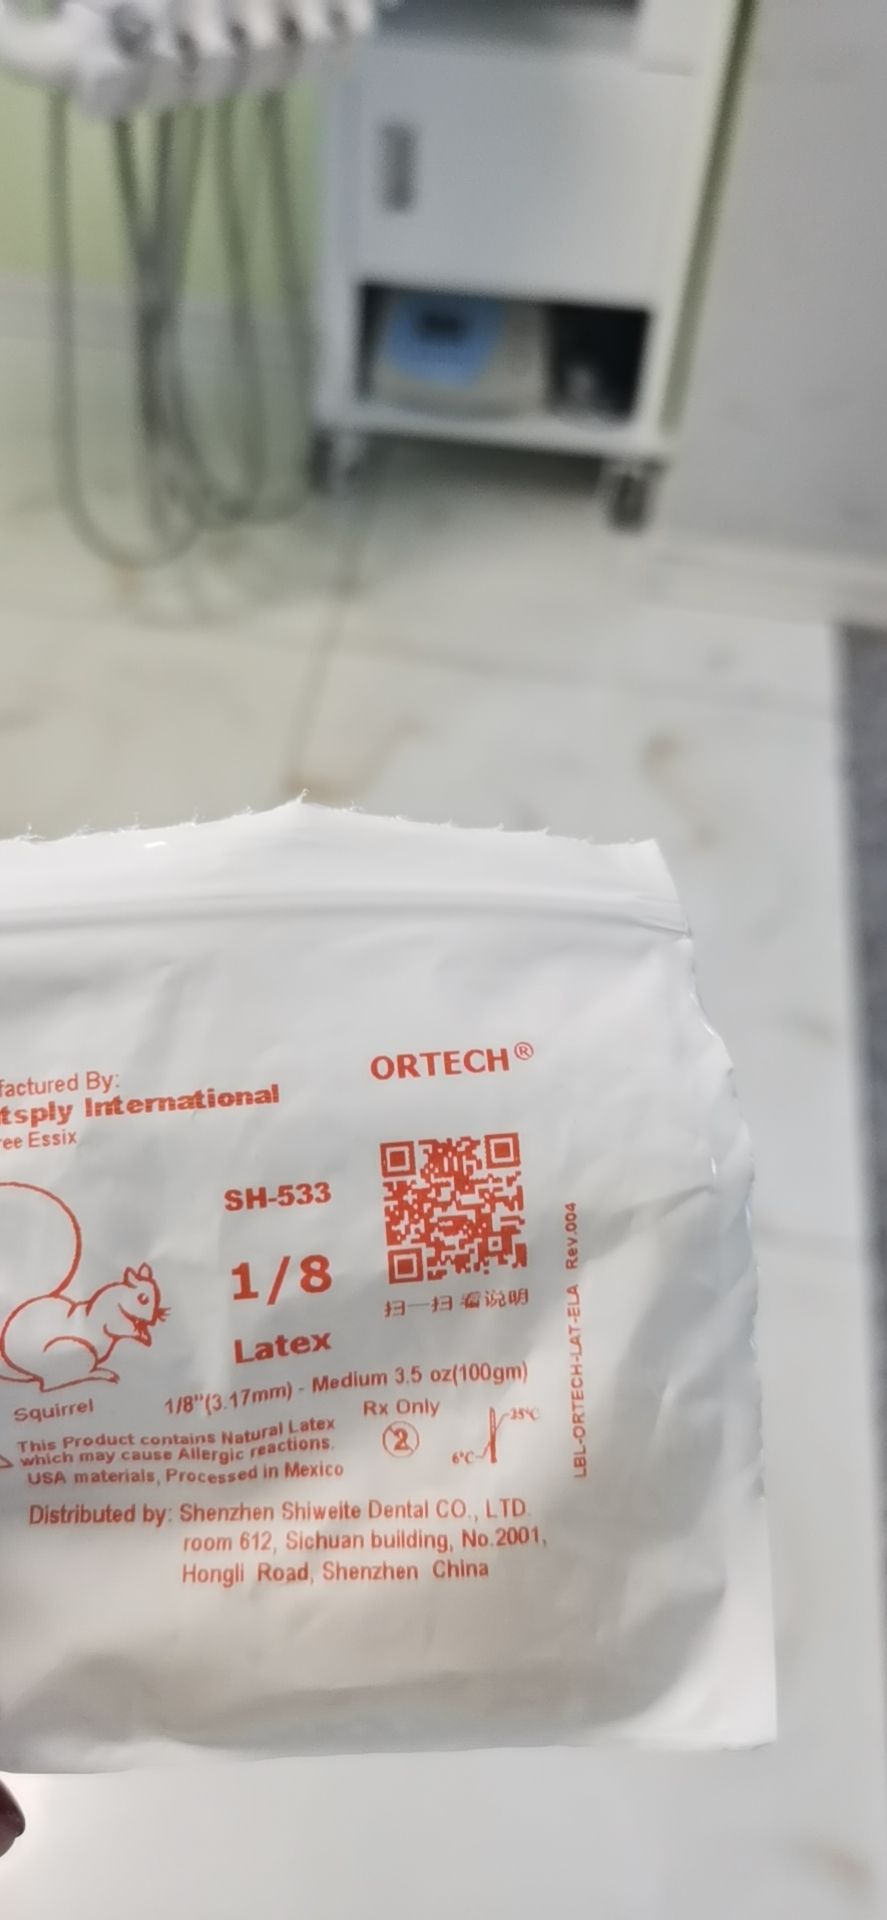 factured By:
tsply International
ree Essix
ORTECH®
SH-533
1/8
Latex
扫一扫 看说明
Squirrel
1/8"(3.17mm) - Medium 3.5 oz(100gm)
This Product contains Natural Latex
which may cause Allergic reactions.
USA materials, Processed in Mexico
Rx Only
2
6°C
25°C
LBL-ORTECH-LAT-ELA Rev.004
Distributed by: Shenzhen Shiweite Dental CO., LTD.
room 612, Sichuan building, No.2001,
Hongli Road, Shenzhen China